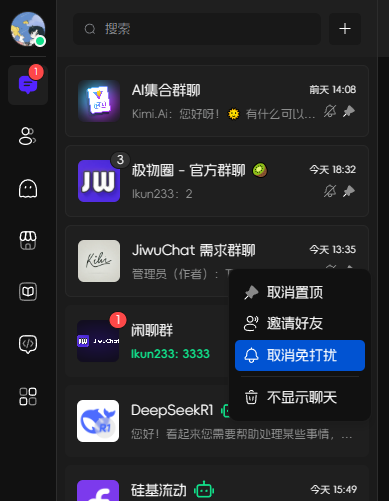 搜索
1
AI集合群聊
前天 14:08
Kimi.Ai：您好呀！🌞 有什么可以...
3
JW
极物圈 - 官方群聊 🥝
今天 18:32
Ikun233：2
JiwuChat 需求群聊
今天 13:35
管理员（作者）：
取消置顶
邀请好友
取消免打扰
不显示聊天
1
JiwuChat
闲聊群
Ikun233: 3333
DeepSeekR1
R1
您好！看起来您需要帮助处理某些事情，...
硅基流动
今天 15:49